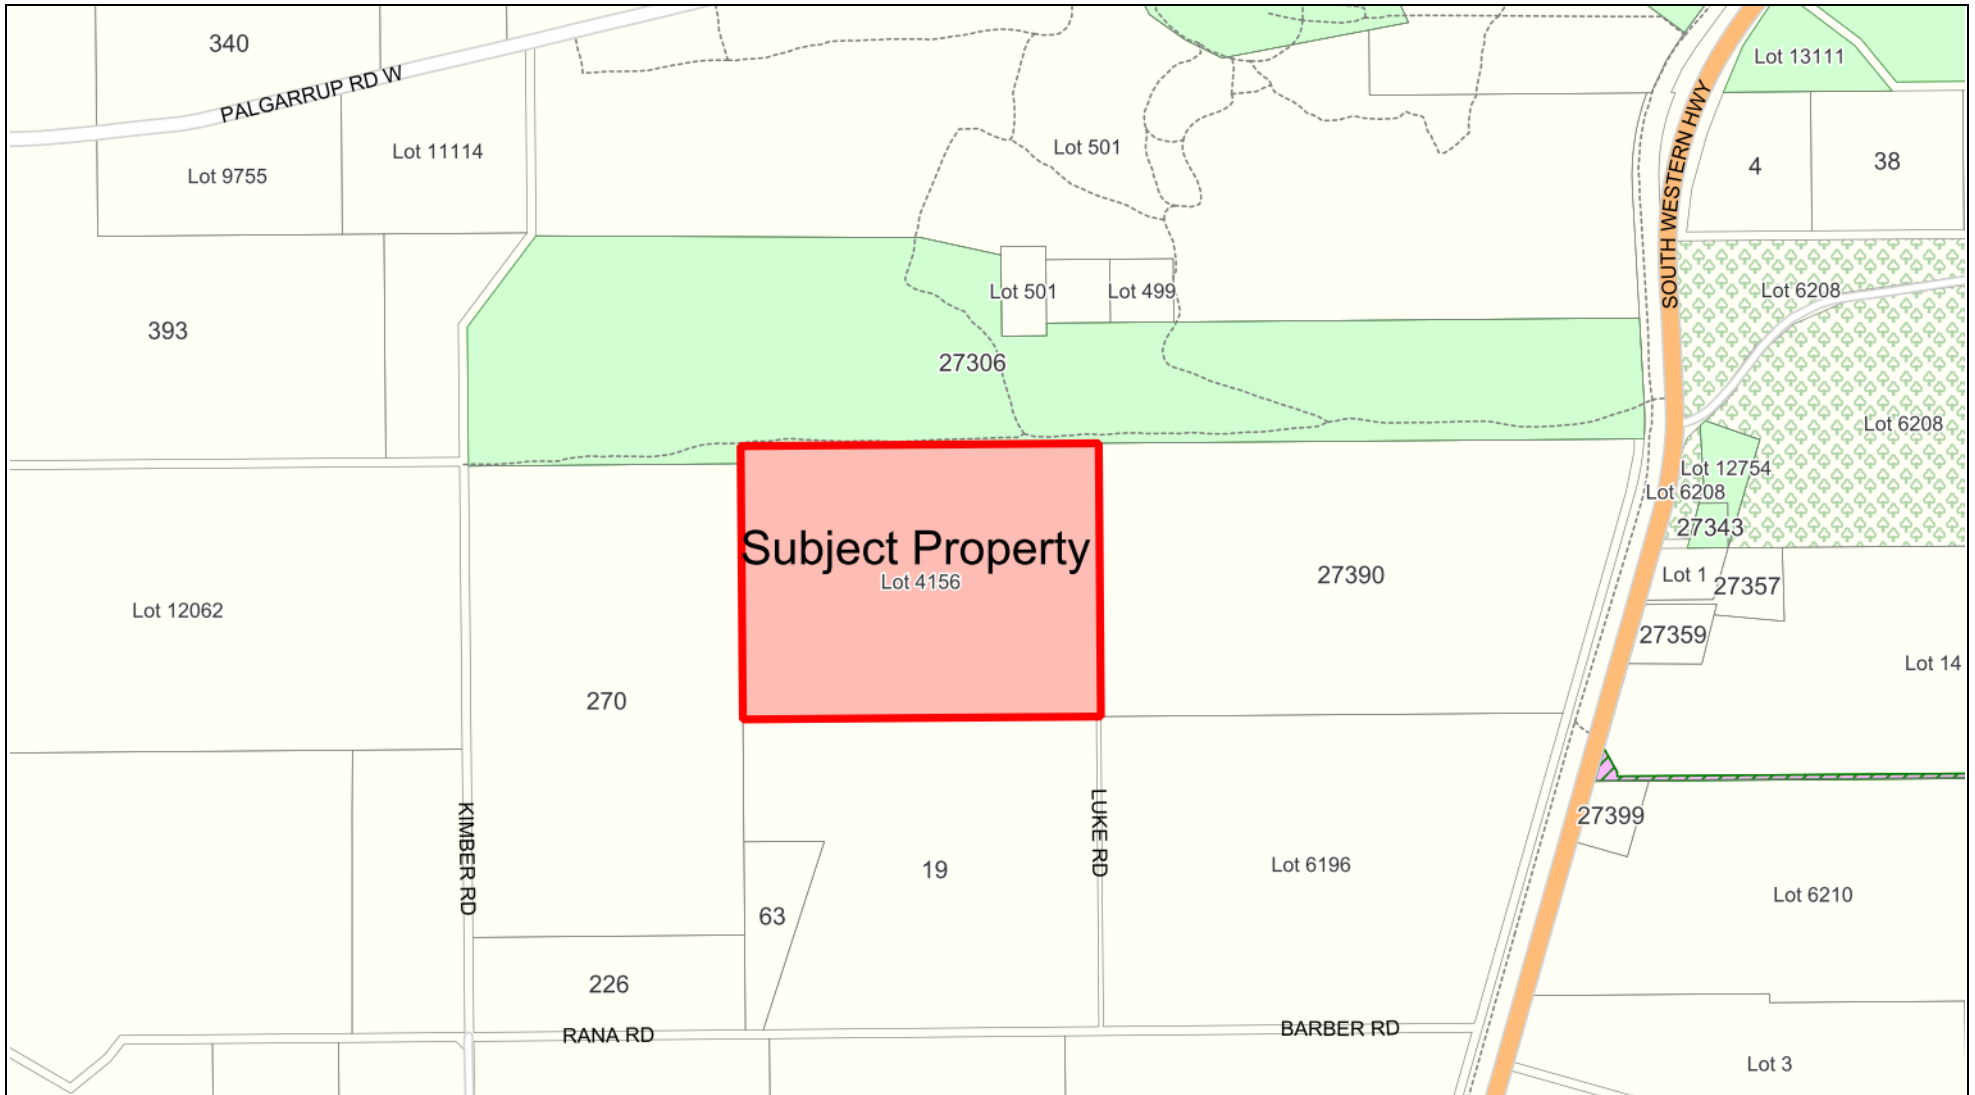 340
PALGARRUP RD W
Lot 9755
Lot 11114
Lot 501
Lot 13111
4
38
SOUTH WESTERN HWY
393
Lot 501
Lot 499
Lot 6208
27306
Lot 6208
Lot 12754
Lot 6208
27343
Subject Property
Lot 4156
27390
Lot 1
27357
Lot 12062
27359
Lot 14
270
KIMBER RD
LUKE RD
27399
19
Lot 6196
63
Lot 6210
226
RANA RD
BARBER RD
Lot 3